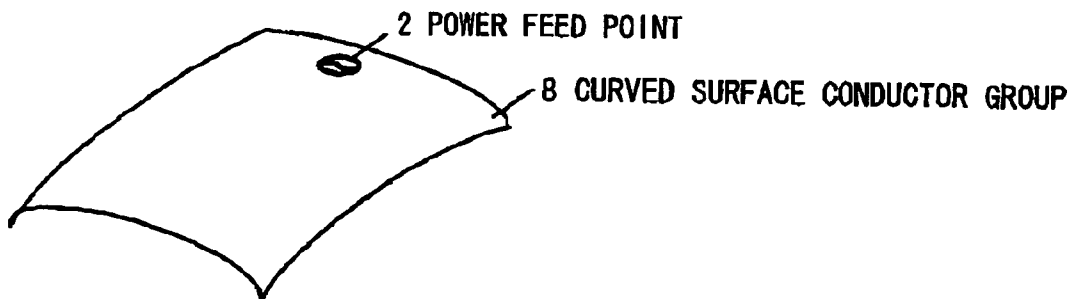 2 POWER FEED POINT
8 CURVED SURFACE CONDUCTOR GROUP